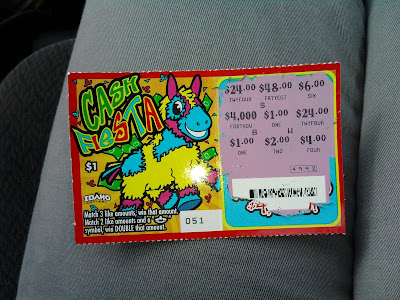 CASH
FIESTA
$1
IDAHO
Match 3 like amounts, win that amount.
Match 2 like amounts and a
symbol, win DOUBLE that amount.
051
$24.00 $48.00 $6.00
TWYFOUR FRTYEGT SIX
S
$4,000 $1.00 $24.00
FORTHOU ONE TWYFOUR
B W
$1.00 $2.00 $4.00
ONE TWO FOUR